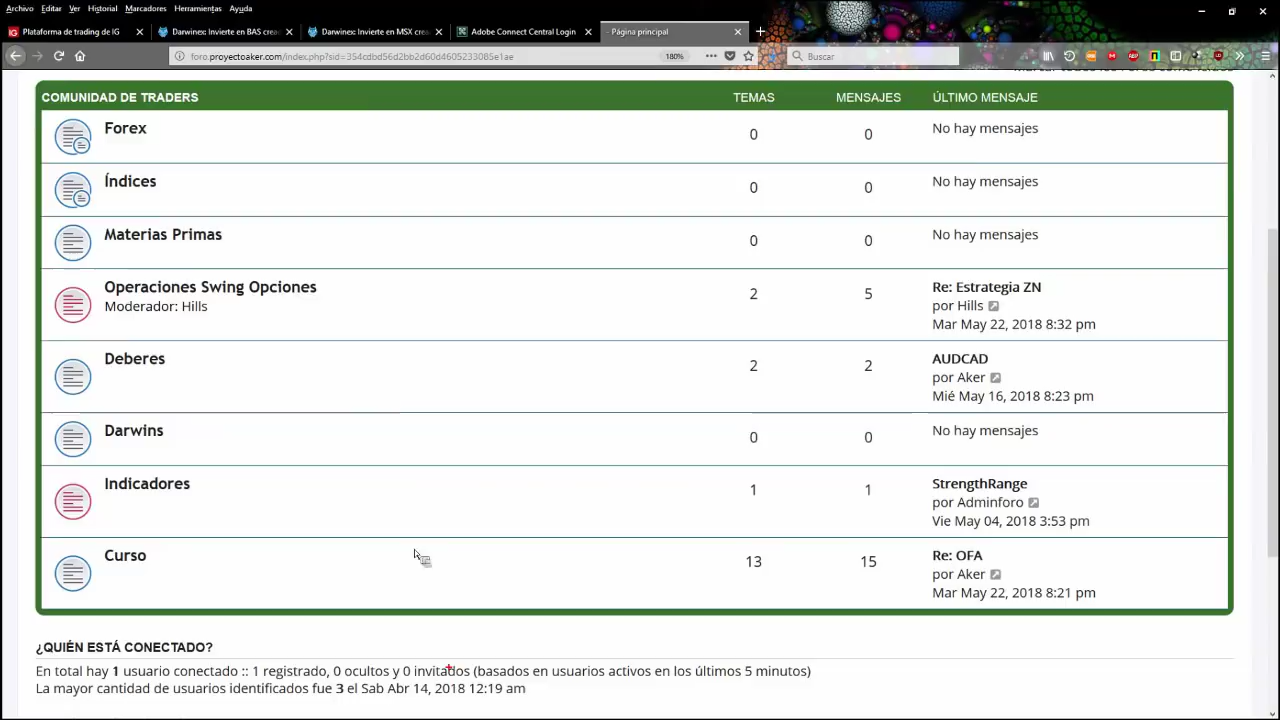 Archivo Editar Ver Historial Marcadores Herramientas Ayuda
Plataforma de trading de IG
Darwinex: Invierte en BAS crea
Darwinex: Invierte en MSX crea
Adobe Connect Central Login
- Página principal
foro.proyectoaker.com/index.php?sid=354cdbd56d2bb2d60d4605233085e1ae
180%
Buscar
COMUNIDAD DE TRADERS TEMAS MENSAJES ÚLTIMO MENSAJE
Forex 0 0 No hay mensajes
Índices 0 0 No hay mensajes
Materias Primas 0 0 No hay mensajes
Operaciones Swing Opciones 2 5 Re: Estrategia ZN
Moderador: Hills por Hills
Mar May 22, 2018 8:32 pm
Deberes 2 2 AUDCAD
por Aker
Mié May 16, 2018 8:23 pm
Darwins 0 0 No hay mensajes
Indicadores 1 1 StrengthRange
por Adminforo
Vie May 04, 2018 3:53 pm
Curso 13 15 Re: OFA
por Aker
Mar May 22, 2018 8:21 pm
¿QUIÉN ESTÁ CONECTADO?
En total hay 1 usuario conectado :: 1 registrado, 0 ocultos y 0 invitados (basados en usuarios activos en los últimos 5 minutos)
La mayor cantidad de usuarios identificados fue 3 el Sab Abr 14, 2018 12:19 am